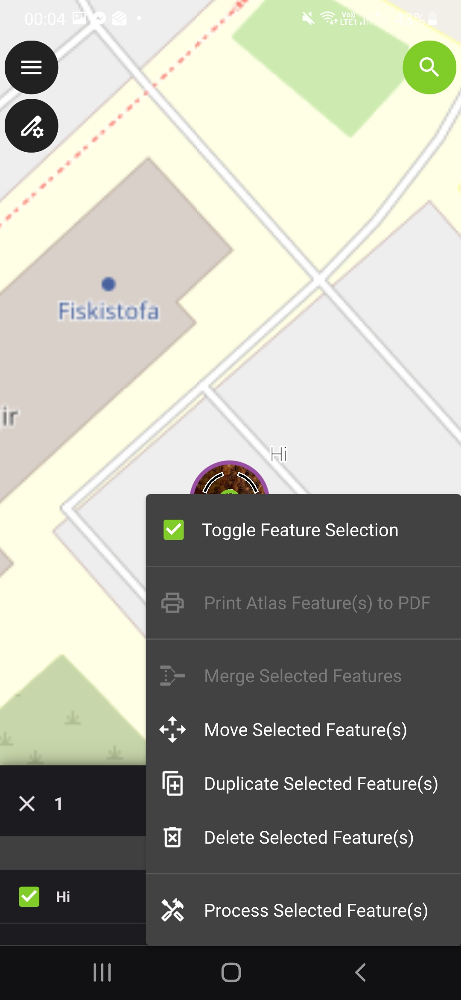 00:04
Vo))
LTE1
R
43%
Fiskistofa
ir
Hi
Toggle Feature Selection
Print Atlas Feature(s) to PDF
Merge Selected Features
Move Selected Feature(s)
Duplicate Selected Feature(s)
1
Delete Selected Feature(s)
Hi
Process Selected Feature(s)